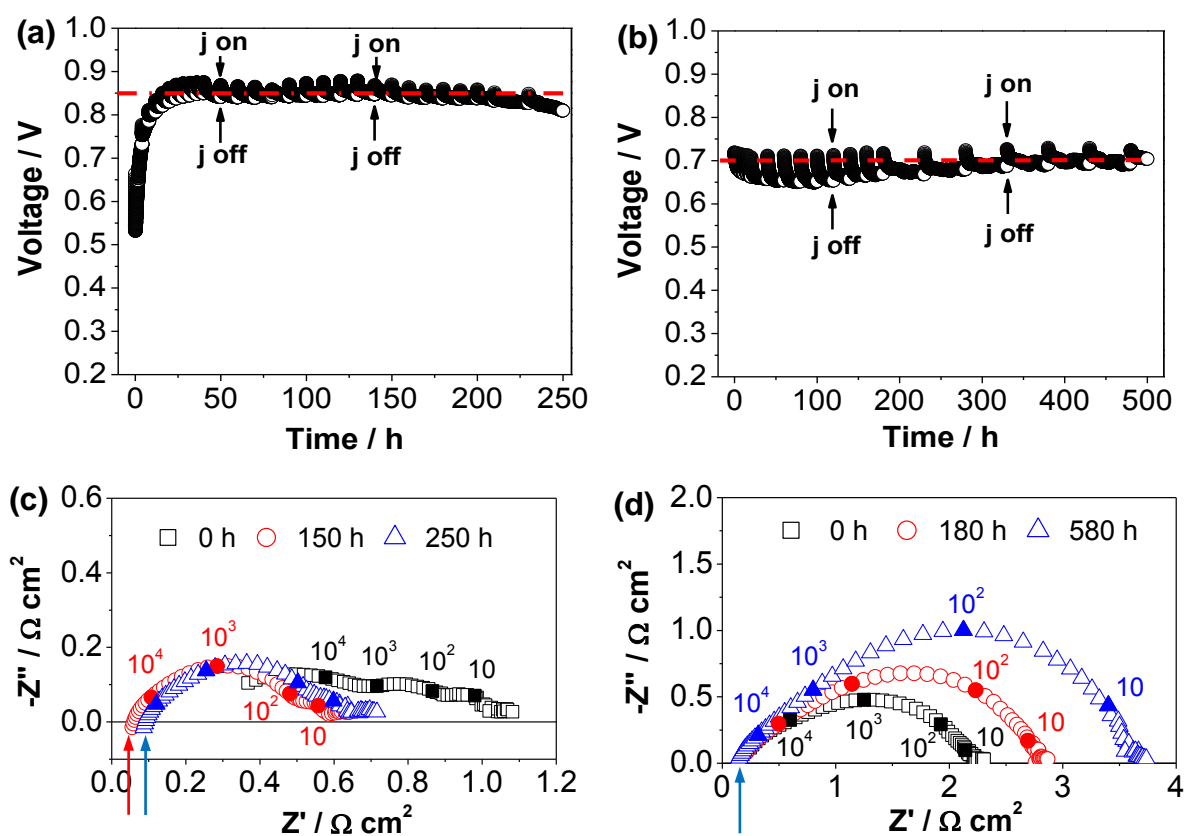 (a)
1.0
0.9
0.8
0.7
0.6
0.5
0.4
0.3
0.2
Voltage / V
j on
j on
j off
j off
0 50 100 150 200 250
Time / h
(b)
1.0
0.9
0.8
0.7
0.6
0.5
0.4
0.3
0.2
Voltage / V
j on
j on
j off
j off
0 100 200 300 400 500
Time / h
(c)
0.6
0.4
0.2
0.0
-Z'' / Ω cm²
0 h 150 h 250 h
10⁴ 10³ 10⁴ 10³ 10² 10
10² 10
0.0 0.2 0.4 0.6 0.8 1.0 1.2
Z' / Ω cm²
(d)
2.0
1.5
1.0
0.5
0.0
-Z'' / Ω cm²
0 h 180 h 580 h
10²
10³ 10² 10
10⁴ 10
10⁴ 10³ 10² 10
0 1 2 3 4
Z' / Ω cm²